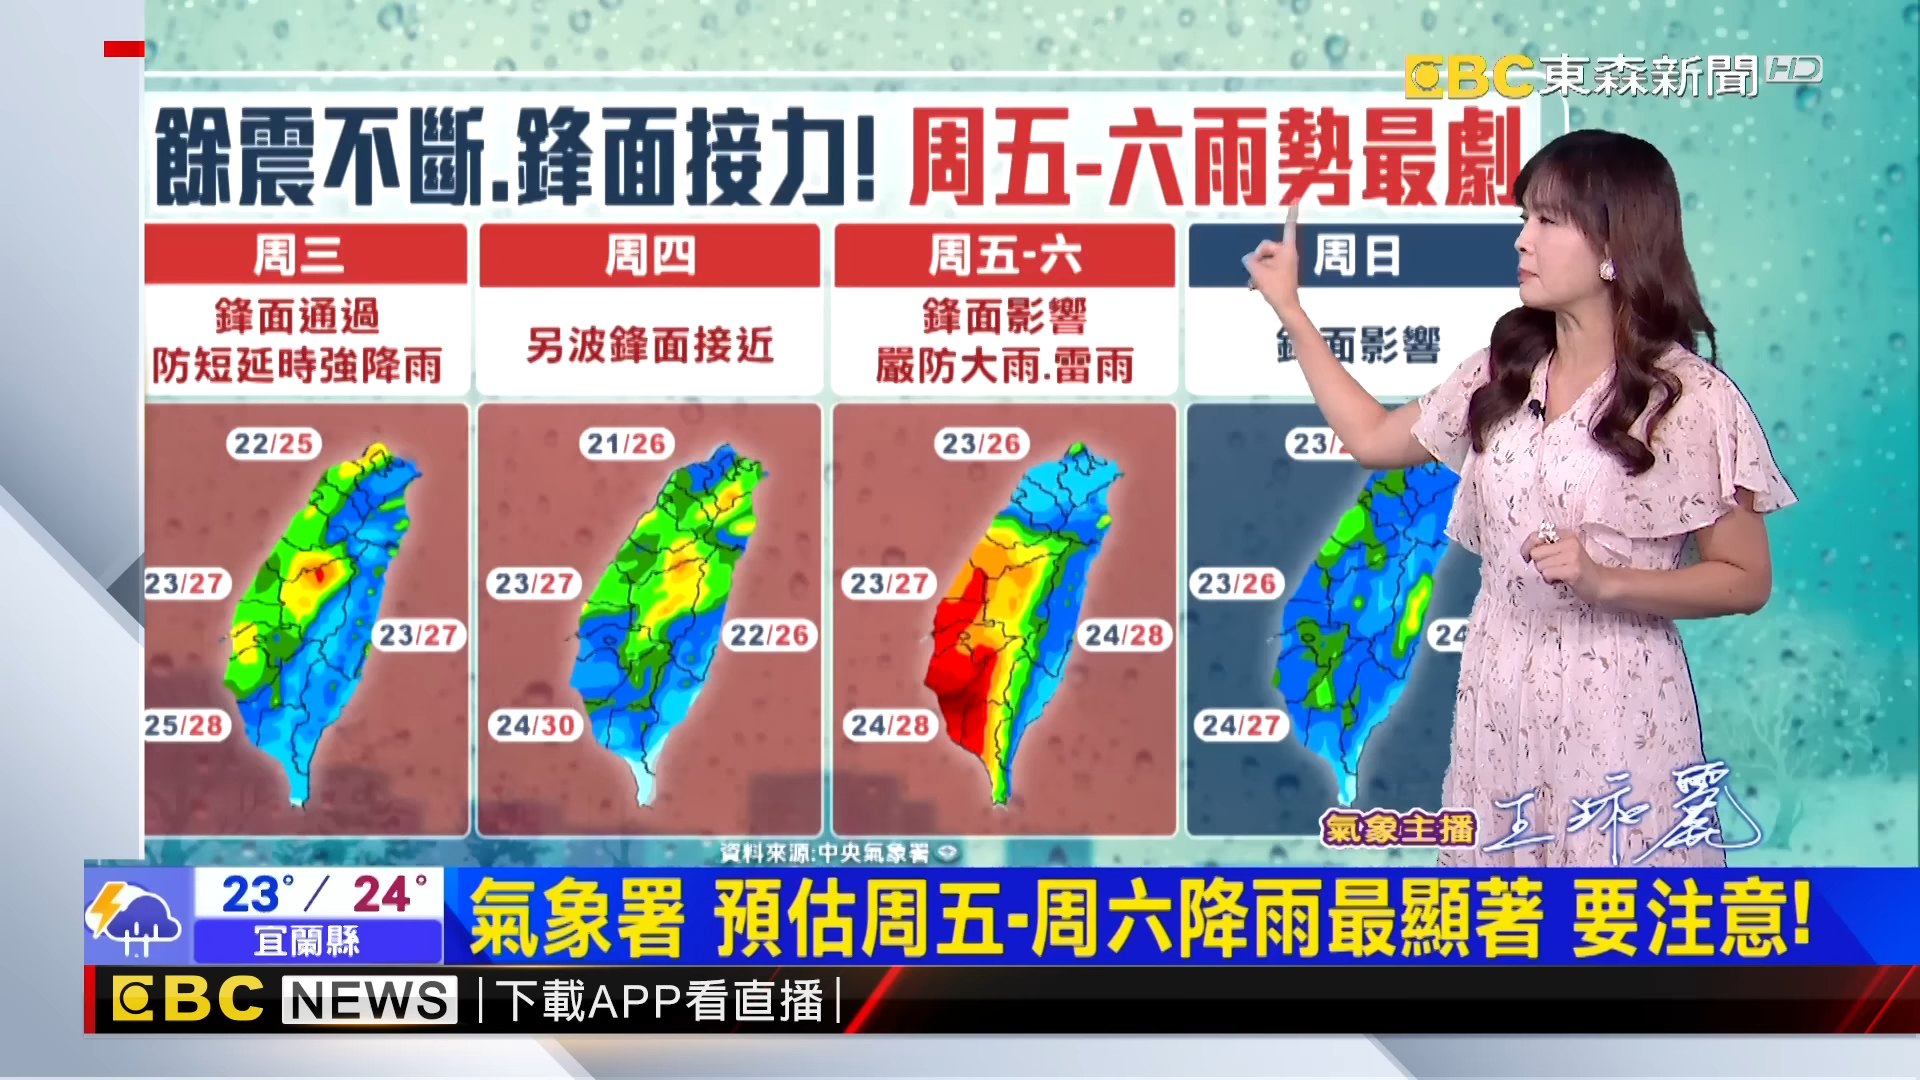 EBC東森新聞HD
餘震不斷.鋒面接力! 周五-六雨勢最劇
周三
鋒面通過
防短延時強降雨
22/25
23/27
23/27
25/28
周四
另波鋒面接近
21/26
23/27
22/26
24/30
周五-六
鋒面影響
嚴防大雨.雷雨
23/26
23/27
24/28
24/28
周日
鋒面影響
23/2
23/26
24
24/27
氣象主播
資料來源:中央氣象署
23°/ 24°
宜蘭縣
氣象署 預估周五-周六降雨最顯著 要注意!
EBC NEWS |下載APP看直播|